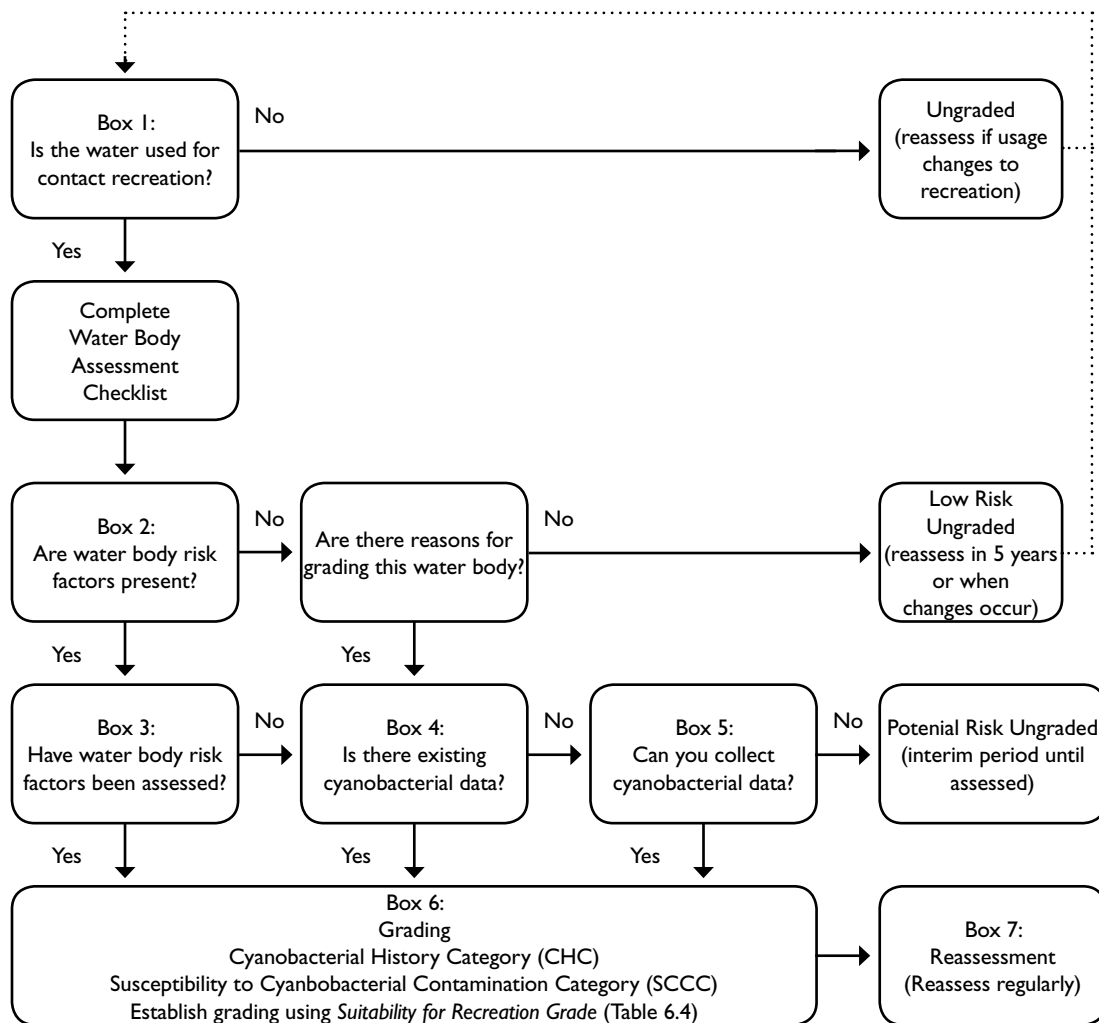 Box 1:
Is the water used for
contact recreation?
No
Ungraded
(reassess if usage
changes to
recreation)
Yes
Complete
Water Body
Assessment
Checklist
Box 2:
Are water body risk
factors present?
No
Are there reasons for
grading this water body?
No
Low Risk
Ungraded
(reassess in 5 years
or when
changes occur)
Yes
Yes
Box 3:
Have water body risk
factors been assessed?
No
Box 4:
Is there existing
cyanobacterial data?
No
Box 5:
Can you collect
cyanobacterial data?
No
Potenial Risk Ungraded
(interim period until
assessed)
Yes
Yes
Yes
Box 6:
Grading
Cyanobacterial History Category (CHC)
Susceptibility to Cyanbobacterial Contamination Category (SCCC)
Establish grading using Suitability for Recreation Grade (Table 6.4)
Box 7:
Reassessment
(Reassess regularly)